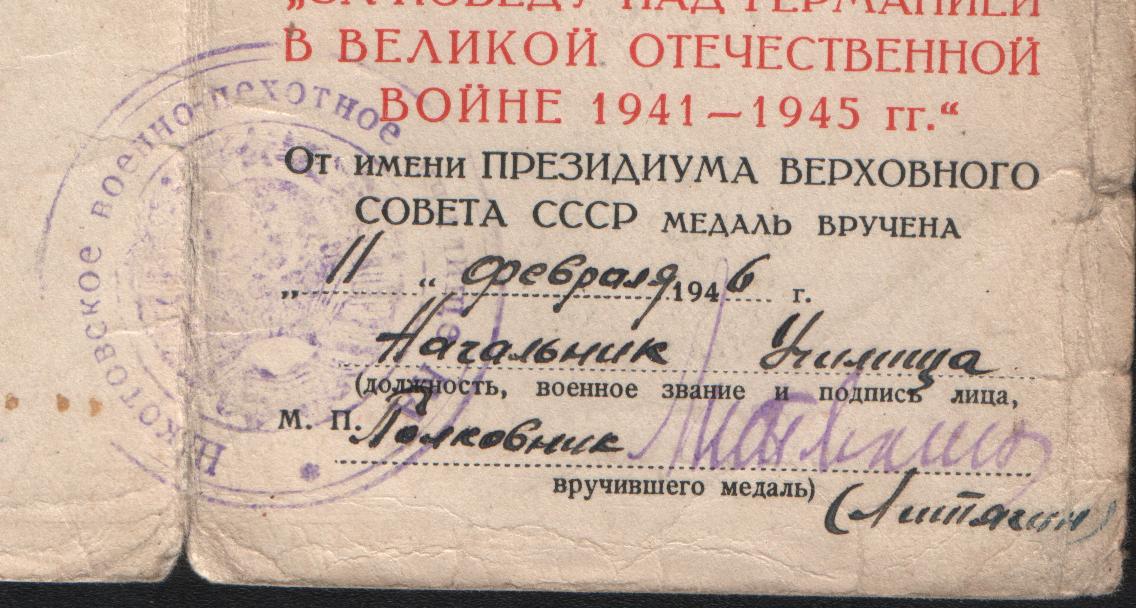 „ЗА ПОБЕДУ НАД ГЕРМАНИЕЙ
В ВЕЛИКОЙ ОТЕЧЕСТВЕННОЙ
ВОЙНЕ 1941—1945 гг.“
От имени ПРЕЗИДИУМА ВЕРХОВНОГО
СОВЕТА СССР МЕДАЛЬ ВРУЧЕНА
„11“ февраля 1946 г.
Начальник Училища
(должность, военное звание и подпись лица,
М. П. Полковник
вручившего медаль)
(Литягин)
котовское военно-пехотное